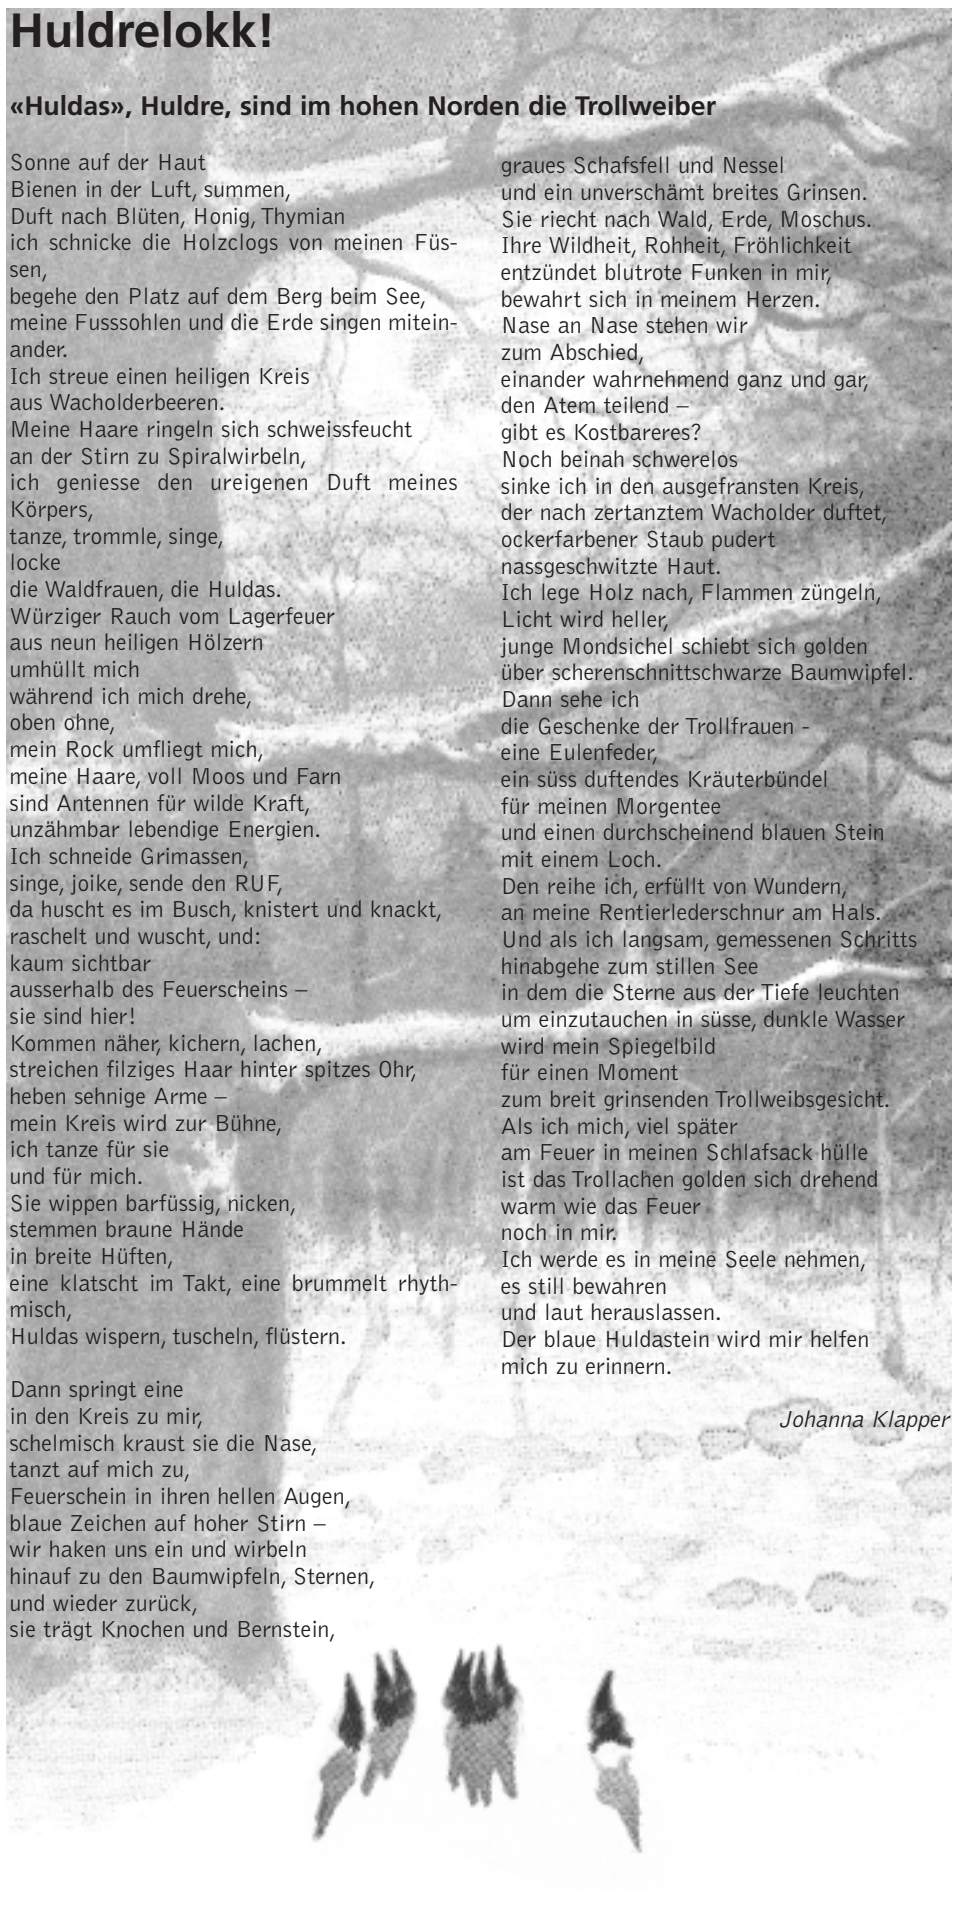 Huldrelokk!
«Huldas», Huldre, sind im hohen Norden die Trollweiber
Sonne auf der Haut
Bienen in der Luft, summen,
Duft nach Blüten, Honig, Thymian
ich schnicke die Holzclogs von meinen Füs-
sen,
begehe den Platz auf dem Berg beim See,
meine Fusssohlen und die Erde singen mitein-
ander.
Ich streue einen heiligen Kreis
aus Wacholderbeeren.
Meine Haare ringeln sich schweissfeucht
an der Stirn zu Spiralwirbeln,
ich geniesse den ureigenen Duft meines
Körpers,
tanze, trommle, singe,
locke
die Waldfrauen, die Huldas.
Würziger Rauch vom Lagerfeuer
aus neun heiligen Hölzern
umhüllt mich
während ich mich drehe,
oben ohne,
mein Rock umfliegt mich,
meine Haare, voll Moos und Farn
sind Antennen für wilde Kraft,
unzähmbar lebendige Energien.
Ich schneide Grimassen,
singe, joike, sende den RUF,
da huscht es im Busch, knistert und knackt,
raschelt und wuscht, und:
kaum sichtbar
ausserhalb des Feuerscheins –
sie sind hier!
Kommen näher, kichern, lachen,
streichen filziges Haar hinter spitzes Ohr,
heben sehnige Arme –
mein Kreis wird zur Bühne,
ich tanze für sie
und für mich.
Sie wippen barfüssig, nicken,
stemmen braune Hände
in breite Hüften,
eine klatscht im Takt, eine brummelt rhyth-
misch,
Huldas wispern, tuscheln, flüstern.
Dann springt eine
in den Kreis zu mir,
schelmisch kraust sie die Nase,
tanzt auf mich zu,
Feuerschein in ihren hellen Augen,
blaue Zeichen auf hoher Stirn –
wir haken uns ein und wirbeln
hinauf zu den Baumwipfeln, Sternen,
und wieder zurück,
sie trägt Knochen und Bernstein,
graues Schafsfell und Nessel
und ein unverschämt breites Grinsen.
Sie riecht nach Wald, Erde, Moschus.
Ihre Wildheit, Rohheit, Fröhlichkeit
entzündet blutrote Funken in mir,
bewahrt sich in meinem Herzen.
Nase an Nase stehen wir
zum Abschied,
einander wahrnehmend ganz und gar,
den Atem teilend –
gibt es Kostbareres?
Noch beinah schwerelos
sinke ich in den ausgefransten Kreis,
der nach zertanztem Wacholder duftet,
ockerfarbener Staub pudert
nassgeschwitzte Haut.
Ich lege Holz nach, Flammen züngeln,
Licht wird heller,
junge Mondsichel schiebt sich golden
über scherenschnittschwarze Baumwipfel.
Dann sehe ich
die Geschenke der Trollfrauen -
eine Eulenfeder,
ein süss duftendes Kräuterbündel
für meinen Morgentee
und einen durchscheinend blauen Stein
mit einem Loch.
Den reihe ich, erfüllt von Wundern,
an meine Rentierlederschnur am Hals.
Und als ich langsam, gemessenen Schritts
hinabgehe zum stillen See
in dem die Sterne aus der Tiefe leuchten
um einzutauchen in süsse, dunkle Wasser
wird mein Spiegelbild
für einen Moment
zum breit grinsenden Trollweibsgesicht.
Als ich mich, viel später
am Feuer in meinen Schlafsack hülle
ist das Trollachen golden sich drehend
warm wie das Feuer
noch in mir.
Ich werde es in meine Seele nehmen,
es still bewahren
und laut herauslassen.
Der blaue Huldastein wird mir helfen
mich zu erinnern.
Johanna Klapper